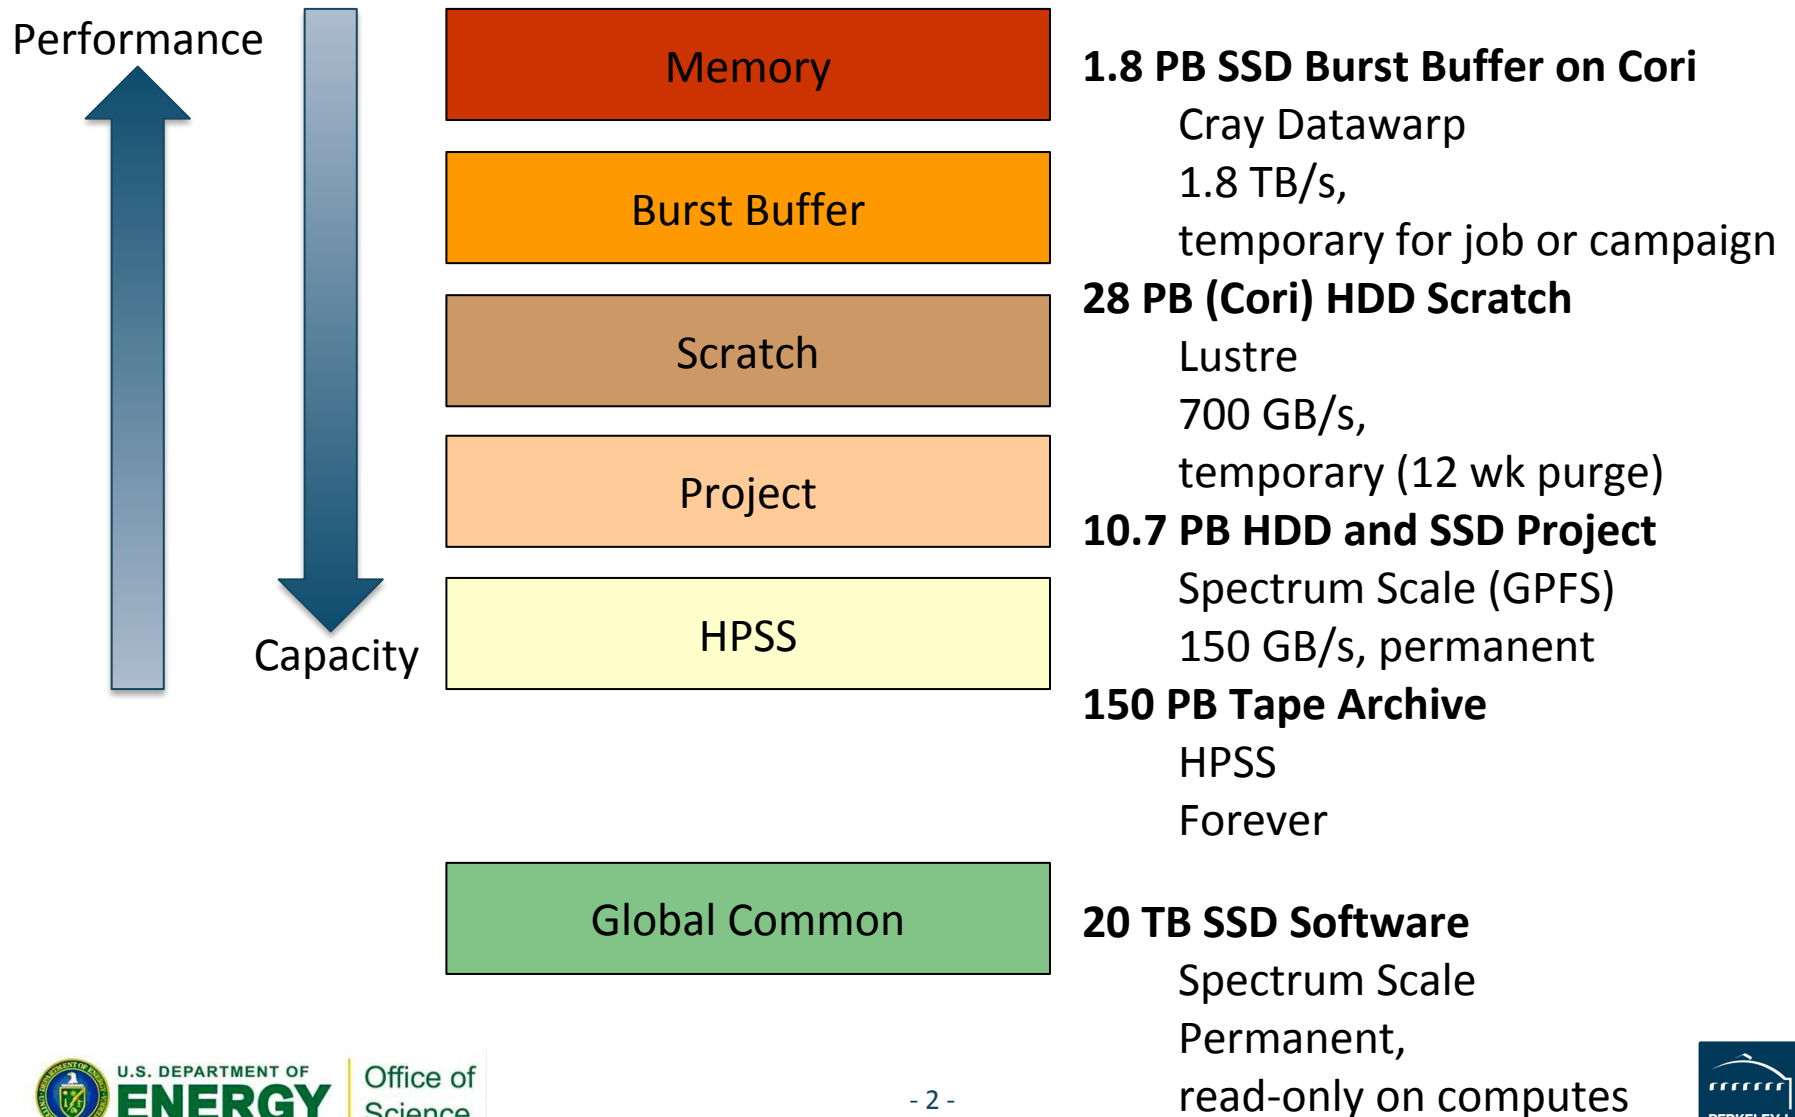 Performance
Capacity
Memory
Burst Buffer
Scratch
Project
HPSS
Global Common
1.8 PB SSD Burst Buffer on Cori
Cray Datawarp
1.8 TB/s,
temporary for job or campaign
28 PB (Cori) HDD Scratch
Lustre
700 GB/s,
temporary (12 wk purge)
10.7 PB HDD and SSD Project
Spectrum Scale (GPFS)
150 GB/s, permanent
150 PB Tape Archive
HPSS
Forever
20 TB SSD Software
Spectrum Scale
Permanent,
read-only on computes
U.S. DEPARTMENT OF
ENERGY
Office of
Science
- 2 -